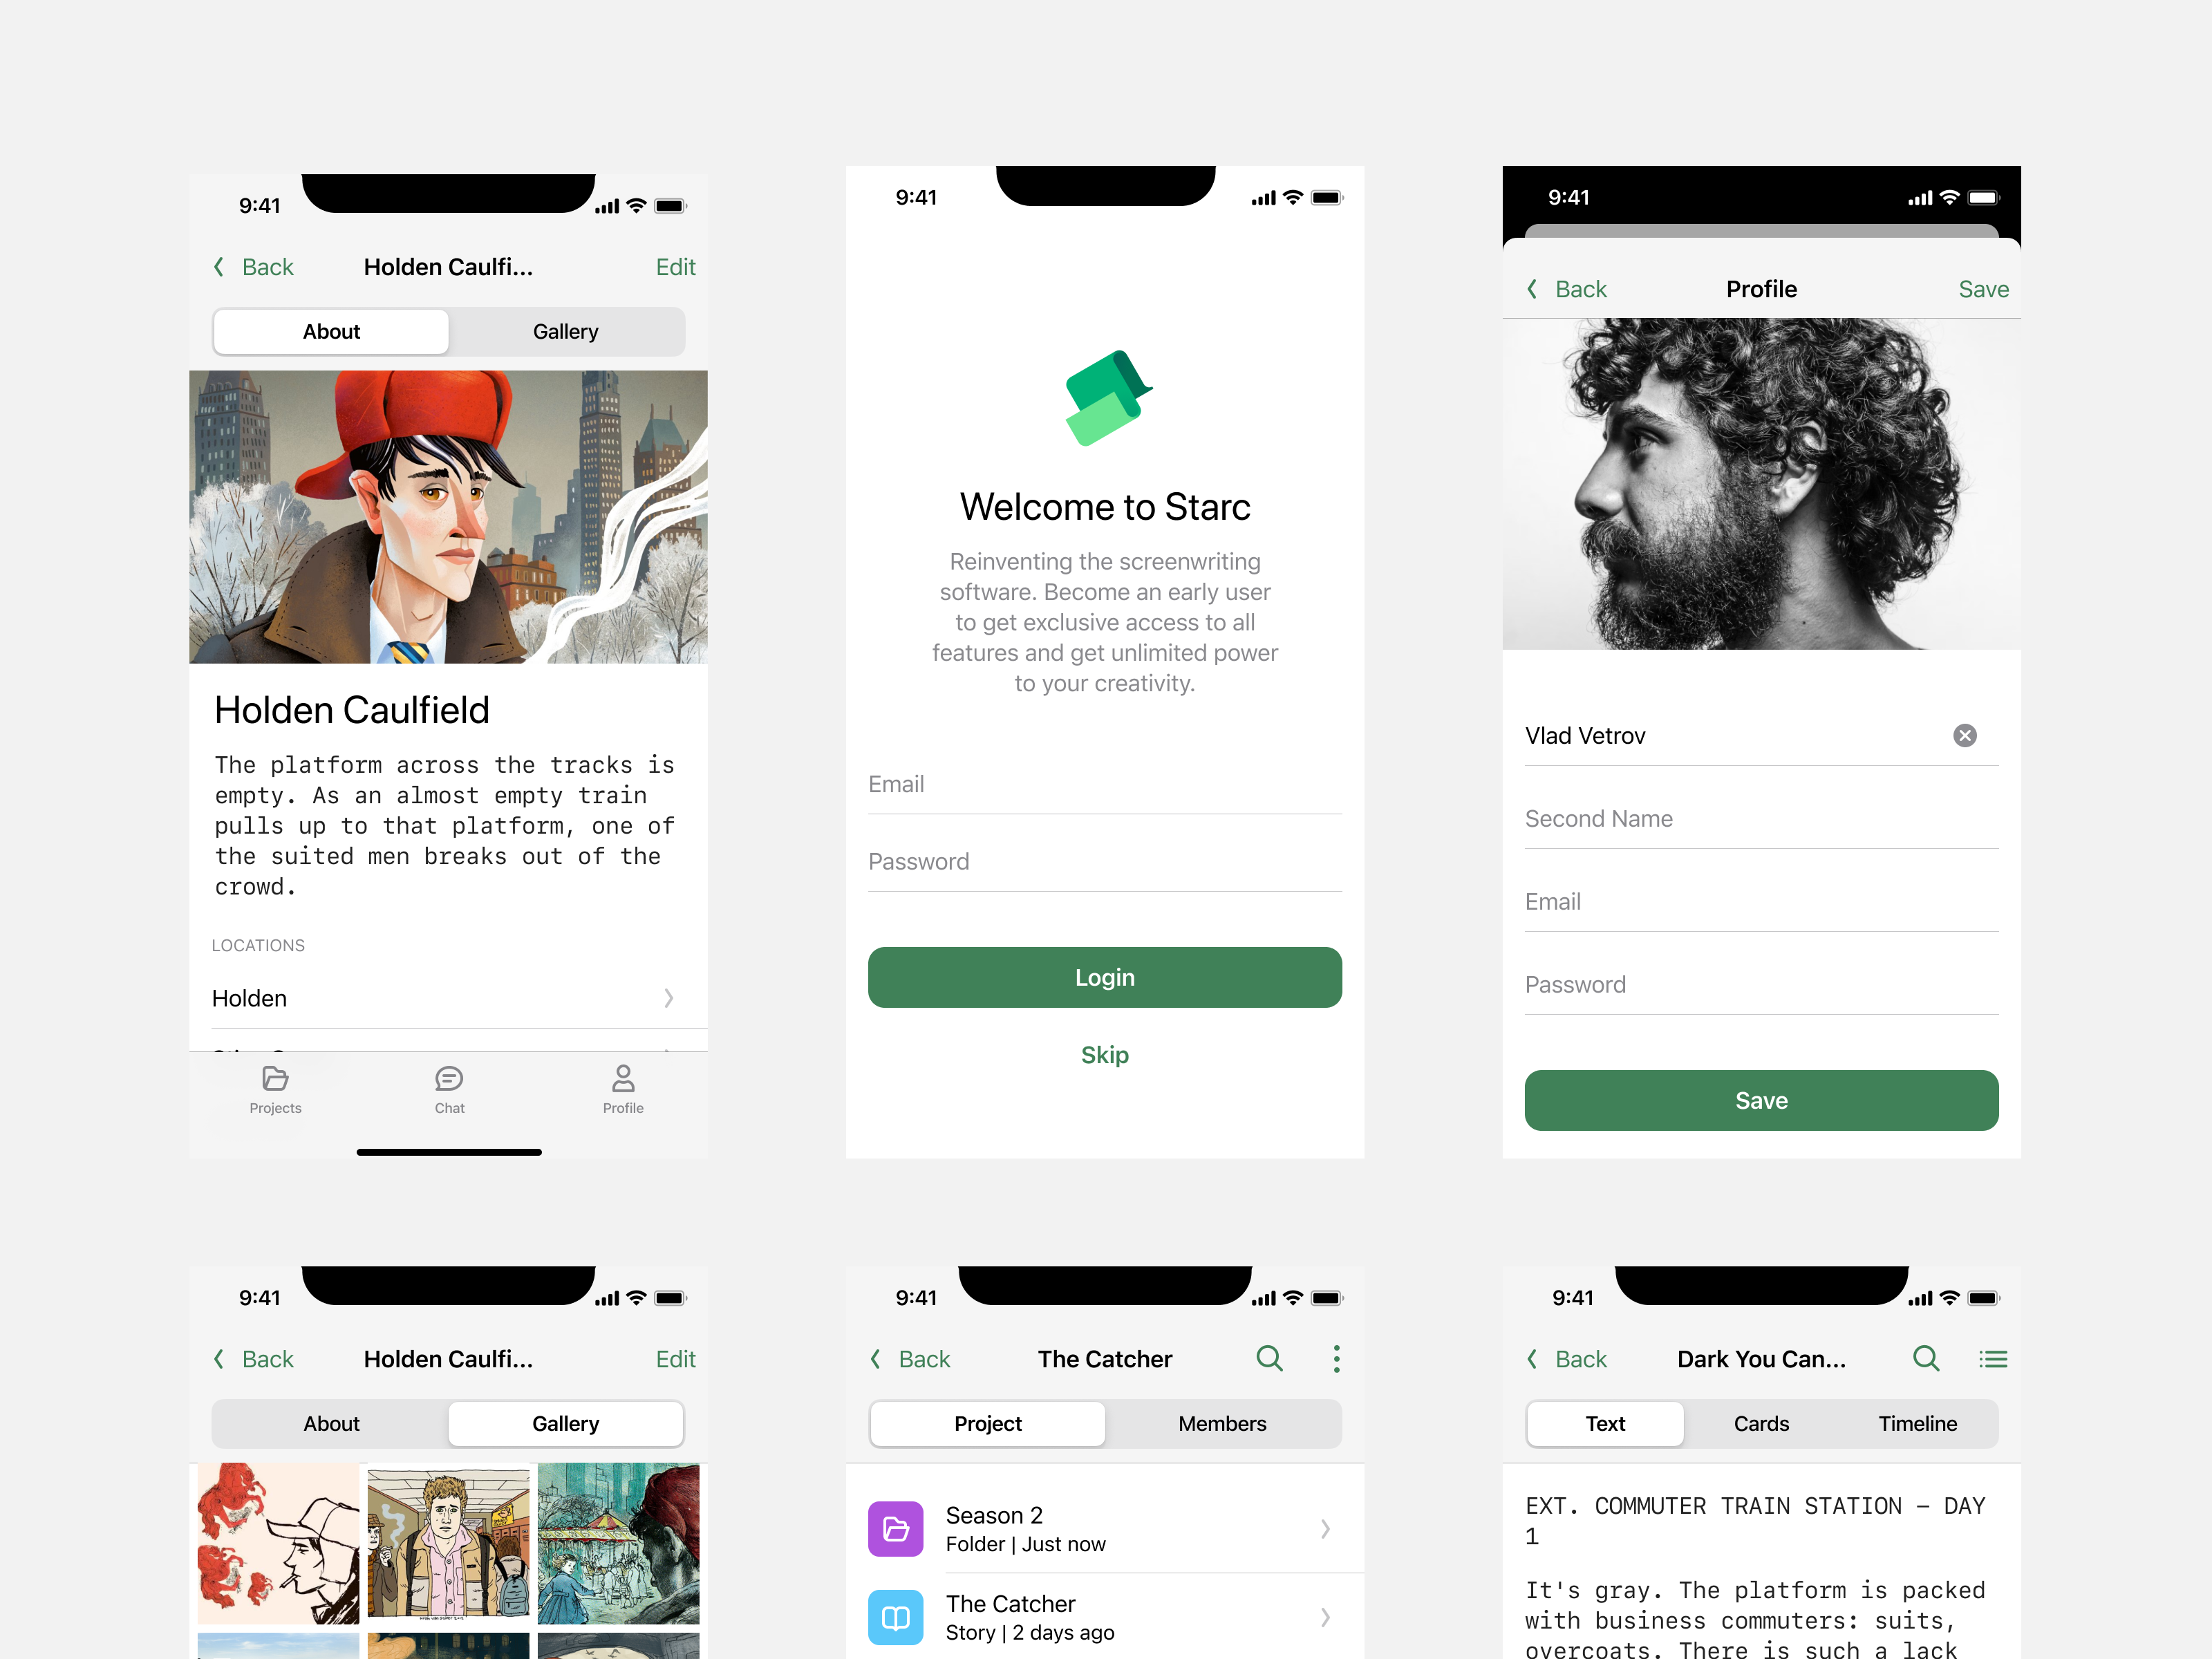 9:41
Back
Holden Caulfi...
Edit
About
Gallery
Holden Caulfield
The platform across the tracks is
empty. As an almost empty train
pulls up to that platform, one of
the suited men breaks out of the
crowd.
LOCATIONS
Holden
Projects
Chat
Profile
9:41
Welcome to Starc
Reinventing the screenwriting
software. Become an early user
to get exclusive access to all
features and get unlimited power
to your creativity.
Email
Password
Login
Skip
9:41
Back
Profile
Save
Vlad Vetrov
Second Name
Email
Password
Save
9:41
Back
Holden Caulfi...
Edit
About
Gallery
9:41
Back
The Catcher
Project
Members
Season 2
Folder | Just now
The Catcher
Story | 2 days ago
9:41
Back
Dark You Can...
Text
Cards
Timeline
EXT. COMMUTER TRAIN STATION – DAY
1
It's gray. The platform is packed
with business commuters: suits,
overcoats. There is such a lack